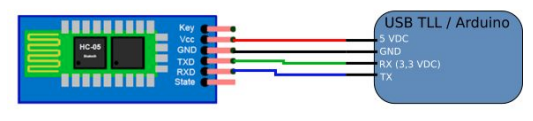 HC-05
Key
Vcc
GND
TXD
RXD
State
USB TLL / Arduino
5 VDC
GND
RX (3,3 VDC)
TX